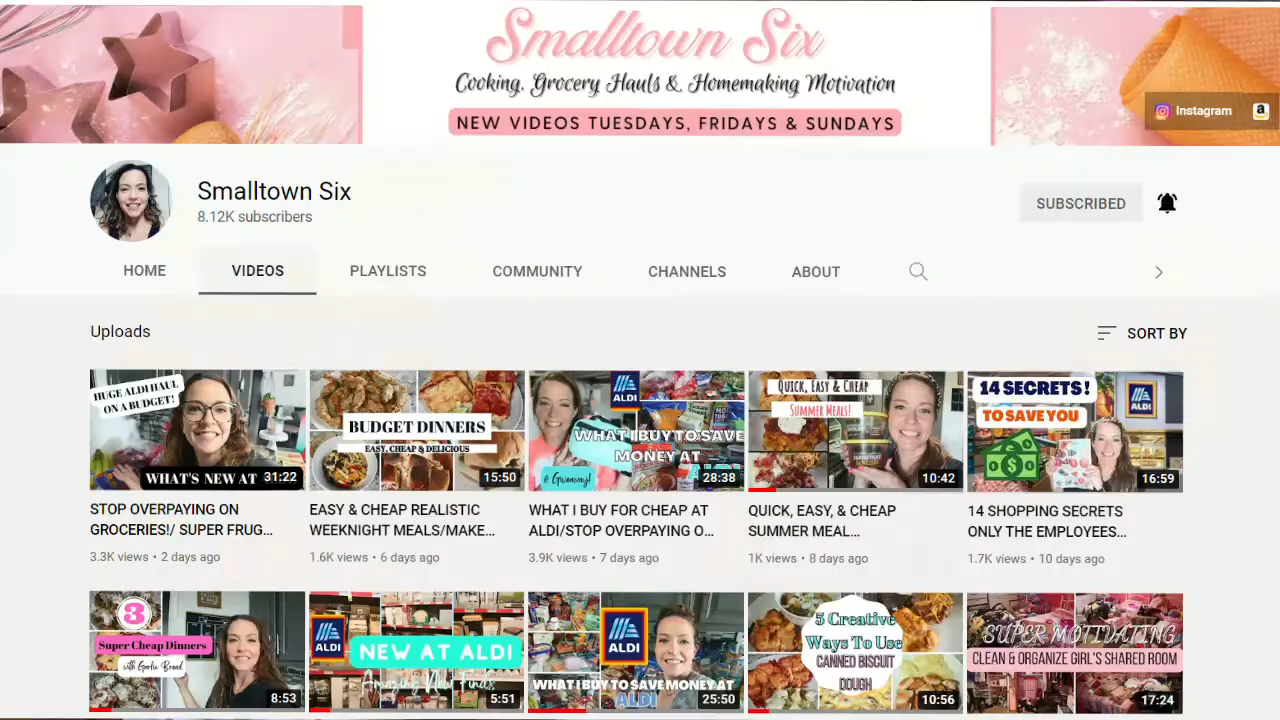 Smalltown Six
Cooking, Grocery Hauls & Homemaking Motivation
NEW VIDEOS TUESDAYS, FRIDAYS & SUNDAYS
Instagram
Smalltown Six
8.12K subscribers
SUBSCRIBED
HOME VIDEOS PLAYLISTS COMMUNITY CHANNELS ABOUT
Uploads
SORT BY
HUGE ALDI HAUL
ON A BUDGET!
WHAT'S NEW AT
31:22
BUDGET DINNERS
EASY, CHEAP & DELICIOUS
15:50
ALDI
WHAT I BUY TO SAVE
MONEY AT
ALDI
28:38
QUICK, EASY & CHEAP
SUMMER MEALS!
10:42
14 SECRETS!
TO SAVE YOU
ALDI
16:59
STOP OVERPAYING ON
GROCERIES!/ SUPER FRUG...
3.3K views • 2 days ago
EASY & CHEAP REALISTIC
WEEKNIGHT MEALS/MAKE...
1.6K views • 6 days ago
WHAT I BUY FOR CHEAP AT
ALDI/STOP OVERPAYING O...
3.9K views • 7 days ago
QUICK, EASY, & CHEAP
SUMMER MEAL...
1K views • 8 days ago
14 SHOPPING SECRETS
ONLY THE EMPLOYEES...
1.7K views • 10 days ago
3
Super Cheap Dinners
with Garlic Bread
8:53
ALDI
NEW AT ALDI
Amazing New Finds
5:51
ALDI
WHAT I BUY TO SAVE MONEY AT
ALDI
25:50
5 Creative
Ways To Use
CANNED BISCUIT
DOUGH
10:56
SUPER MOTIVATING
CLEAN & ORGANIZE GIRL'S SHARED ROOM
17:24